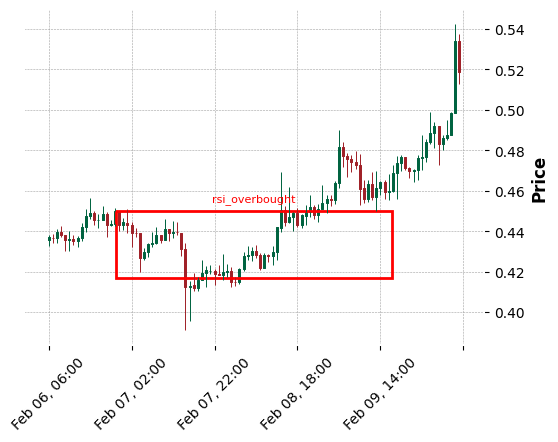 0.54
0.52
0.50
0.48
0.46
0.44
0.42
0.40
Price
rsi_overbought
Feb 06, 06:00
Feb 07, 02:00
Feb 07, 22:00
Feb 08, 18:00
Feb 09, 14:00